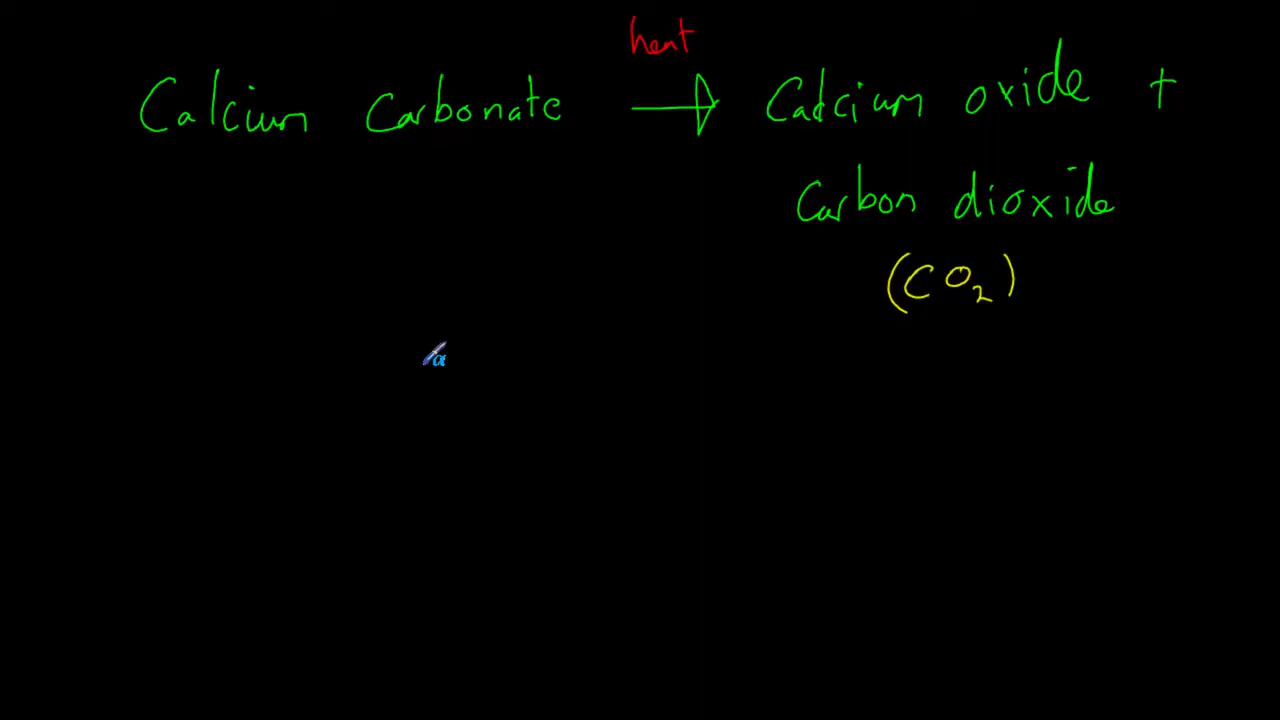 heat
Calcium Carbonate → Calcium oxide +
Carbon dioxide
(CO₂)